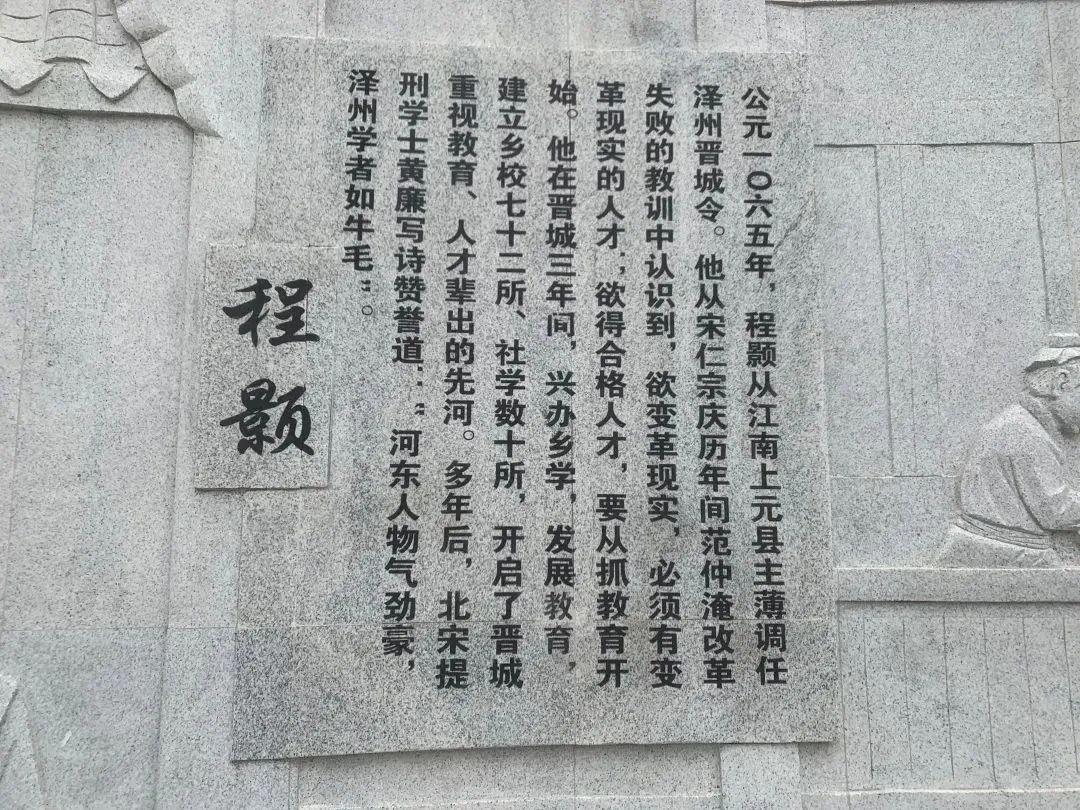 公元一〇六五年，程颢从江南上元县主薄调任
泽州晋城令。他从宋仁宗庆历年间范仲淹改革
失败的教训中认识到，欲变革现实，必须有变
革现实的人才；欲得合格人才，要从抓教育开
始。他在晋城三年间，兴办乡学，发展教育，
建立乡校七十二所、社学数十所，开启了晋城
重视教育、人才辈出的先河。多年后，北宋提
刑学士黄廉写诗赞誉道：“河东人物气劲豪，
泽州学者如牛毛”。
程颢